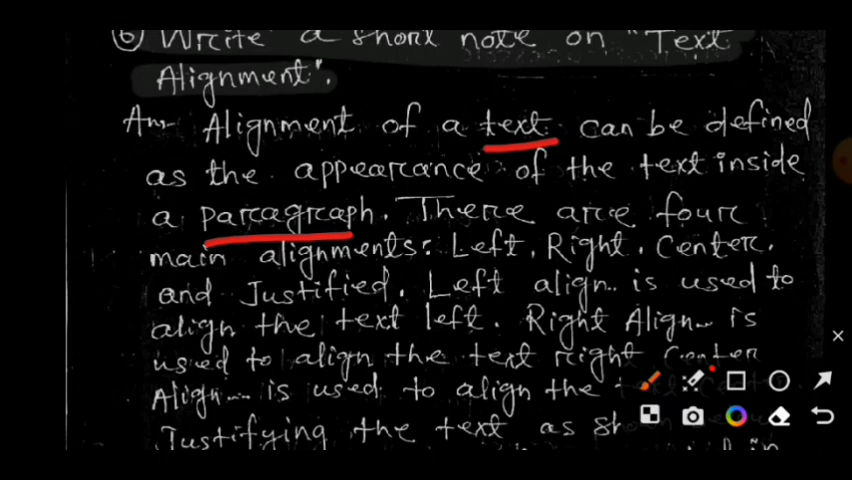 6 Write a short note on "Text
Alignment".
Ans- Alignment of a text can be defined
as the appearance of the text inside
a paragraph. There are four
main alignments: Left, Right, Center,
and Justified. Left align.. is used to
align the text left. Right Align... is
used to align the text right Center
Align... is used to align the
Justifying the text as